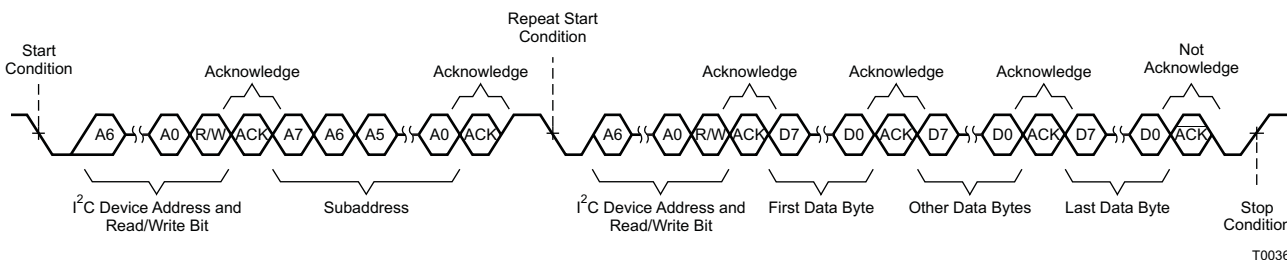 Repeat Start
Condition
Start
Condition
Not
Acknowledge
Acknowledge
Acknowledge
Acknowledge
Acknowledge
Acknowledge
A6 A0 R/W ACK A7 A6 A5 A0 ACK A6 A0 R/W ACK D7 D0 ACK D7 D0 ACK D7 D0 ACK
I2C Device Address and
Read/Write Bit
Subaddress
I2C Device Address and
Read/Write Bit
First Data Byte
Other Data Bytes
Last Data Byte
Stop
Condition
T0036